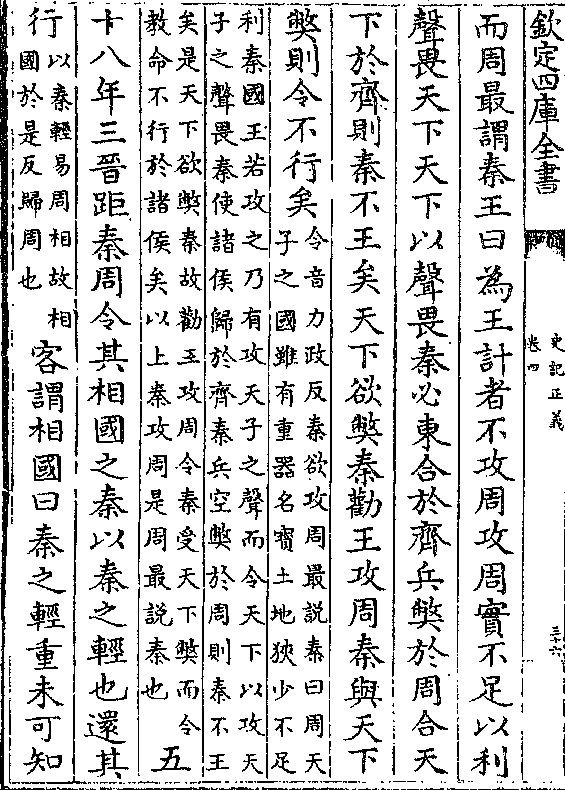 欽定四庫全書
史記正義
卷四
三六
而周最謂秦王曰為王計者不攻周攻周實不足以利
聲畏天下天下以聲畏秦必東合於齊兵弊於周合天
下於齊則秦不王矣天下欲弊秦勸王攻周秦與天下
弊則令不行矣
令音力政反秦欲攻周最説秦曰周天
子之國雖有重器名寳土地狹少不足
利秦國王若攻之乃有攻天子之聲而令天下以攻天
子之聲畏秦使諸侯歸於齊秦兵空弊於周則秦不王
矣是天下欲弊秦故勸王攻周令秦受天下弊而令
教命不行於諸侯矣以上秦攻周是周最説秦也
五
十八年三晉距秦周令其相國之秦以秦之輕也還其
行
以秦輕易周相故相
國於是反歸周也
客謂相國曰秦之輕重未可知